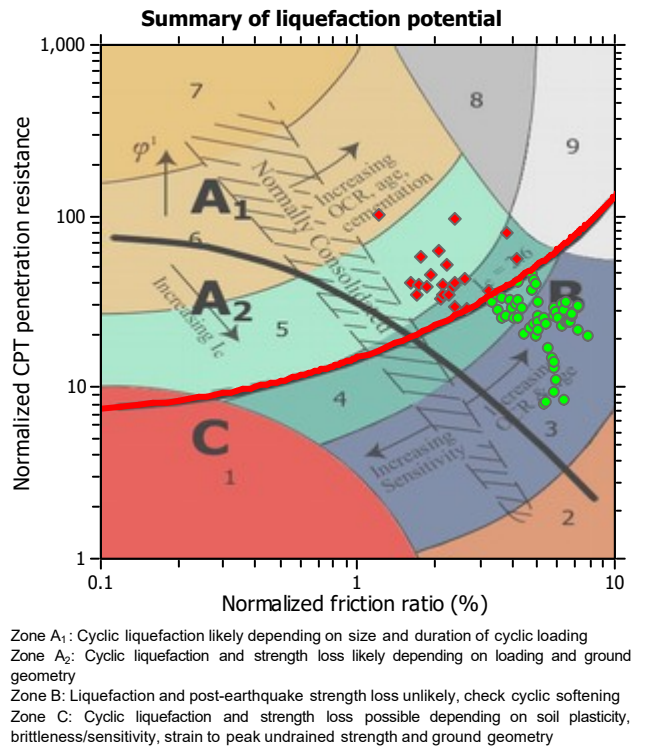 Summary of liquefaction potential
Normalized CPT penetration resistance
1,000
100
10
1
7
8
9
φ'
Increasing
OCR, age,
cementation
Normally Consolidated
A1
6
A2
Increasing Ic
5
B
4
Increasing
OCR & age
3
C
1
Increasing
Sensitivity
2
0.1
1
10
Normalized friction ratio (%)
Zone A1: Cyclic liquefaction likely depending on size and duration of cyclic loading
Zone A2: Cyclic liquefaction and strength loss likely depending on loading and ground
geometry
Zone B: Liquefaction and post-earthquake strength loss unlikely, check cyclic softening
Zone C: Cyclic liquefaction and strength loss possible depending on soil plasticity,
brittleness/sensitivity, strain to peak undrained strength and ground geometry